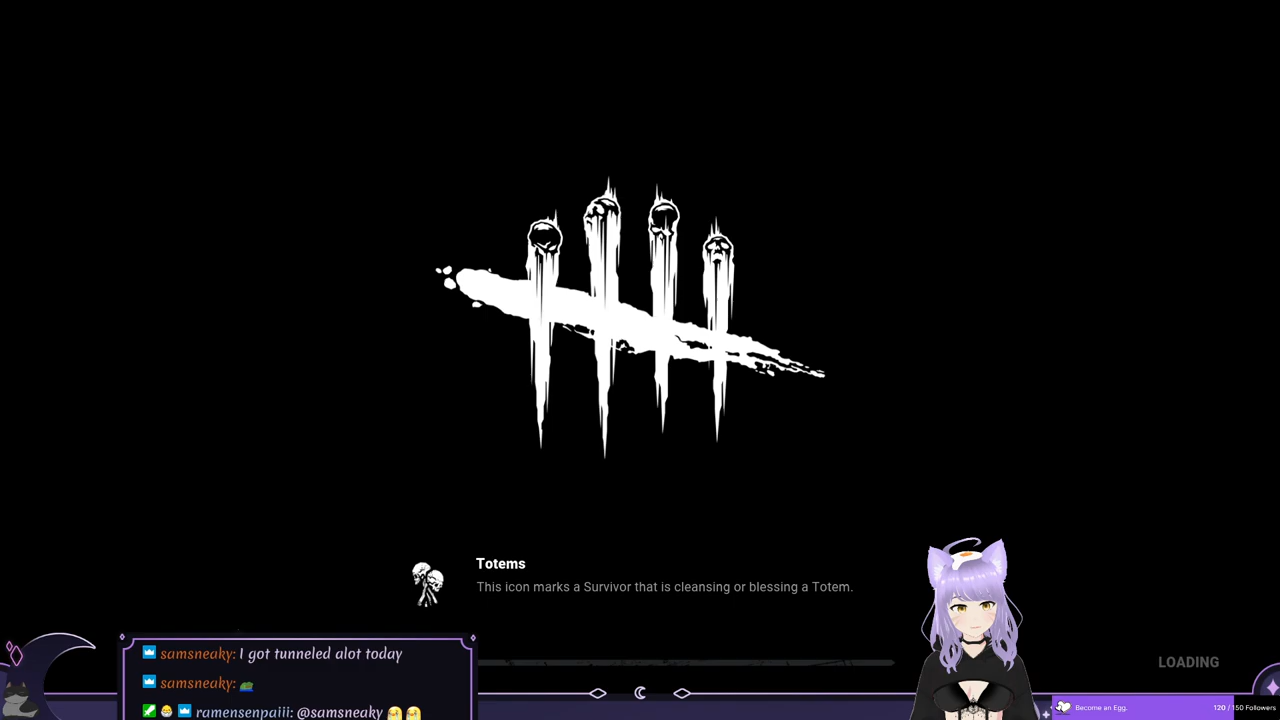 Totems
This icon marks a Survivor that is cleansing or blessing a Totem.
samsneaky: I got tunneled alot today
samsneaky:
ramensenpaiii: @samsneaky
LOADING
Become an Egg.
120 / 150 Followers